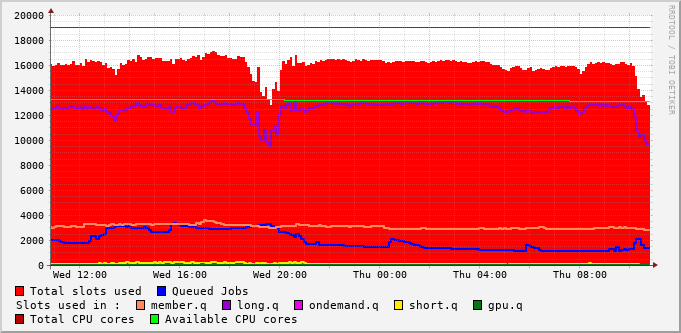 20000
18000
16000
14000
12000
10000
8000
6000
4000
2000
0
Wed 12:00 Wed 16:00 Wed 20:00 Thu 00:00 Thu 04:00 Thu 08:00
RRDTOOL / TOBI OETIKER
Total slots used Queued Jobs
Slots used in : member.q long.q ondemand.q short.q gpu.q
Total CPU cores Available CPU cores